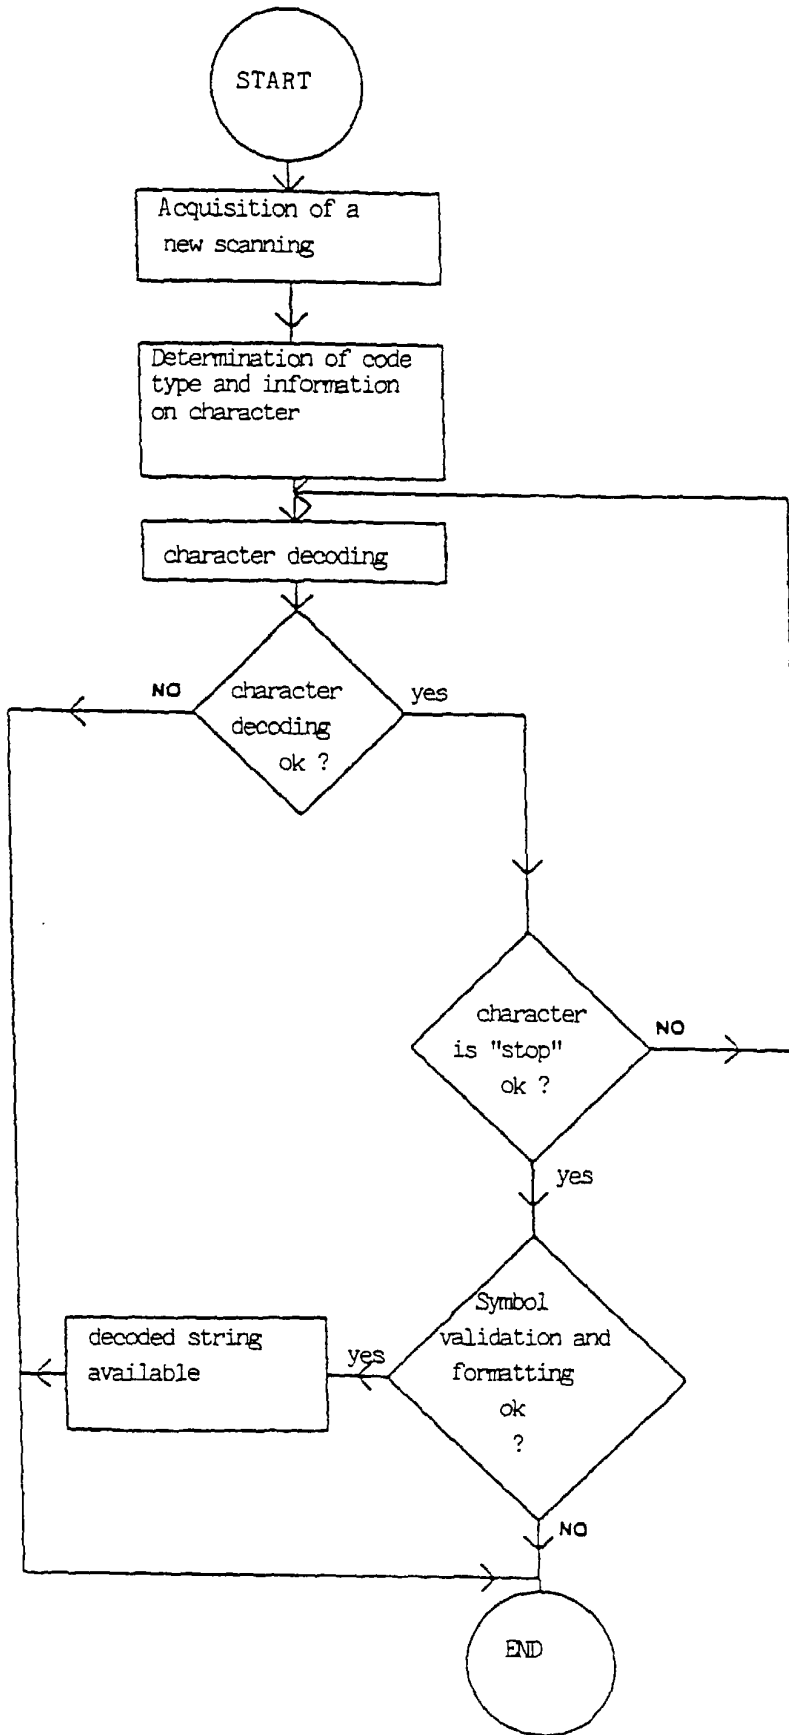 START
Acquisition of a
new scanning
Determination of code
type and information
on character
character decoding
NO
character
decoding
ok ?
yes
character
is "stop"
ok ?
NO
yes
Symbol
validation and
formatting
ok
?
yes
decoded string
available
NO
END